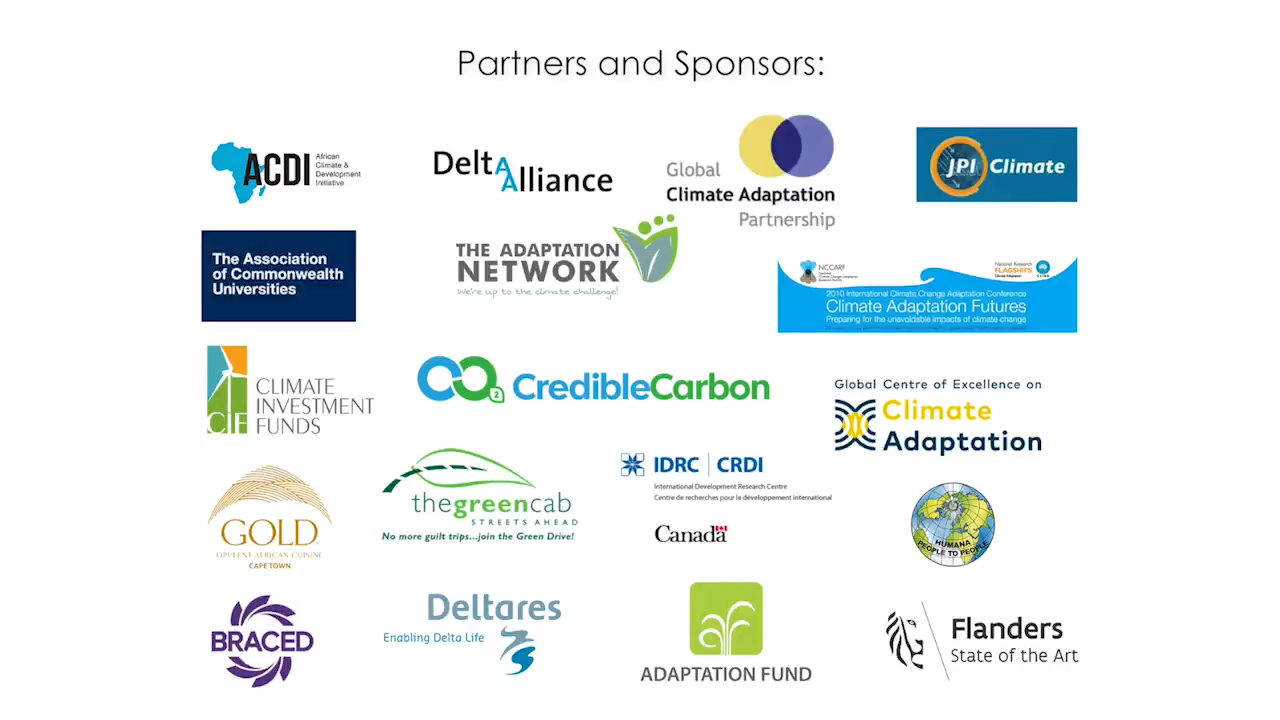 Partners and Sponsors:
ACDI
African
Climate &
Development
Initiative
Delta
Alliance
Global
Climate Adaptation
Partnership
JPI Climate
The Association
of Commonwealth
Universities
THE ADAPTATION
NETWORK
We're up to the climate challenge!
NCCARF
National Research
FLAGSHIPS
Climate Adaptation
2010 International Climate Change Adaptation Conference
Climate Adaptation Futures
Preparing for the unavoidable impacts of climate change
CIF
CLIMATE
INVESTMENT
FUNDS
CO2 CredibleCarbon
Global Centre of Excellence on
Climate
Adaptation
GOLD
OPULENT AFRICAN CUISINE
CAPE TOWN
thegreencab
STREETS AHEAD
No more guilt trips...join the Green Drive!
IDRC | CRDI
International Development Research Centre
Centre de recherches pour le développement international
Canada
HUMANA
PEOPLE TO PEOPLE
BRACED
Deltares
Enabling Delta Life
ADAPTATION FUND
Flanders
State of the Art